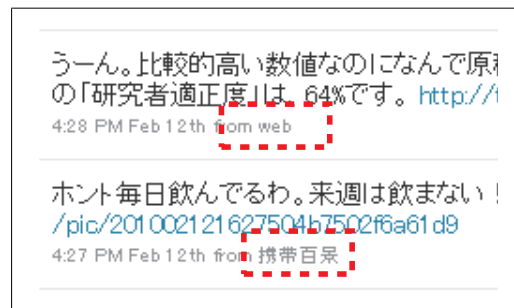 うーん。比較的高い数値なのになんで原
の「研究者適正度」は、64%です。 http://
4:28 PM Feb 12th from web
ホント毎日飲んでるわ。来週は飲まない！
/pic/201002121627504b7502f6a61d9
4:27 PM Feb 12th from 携帯百景